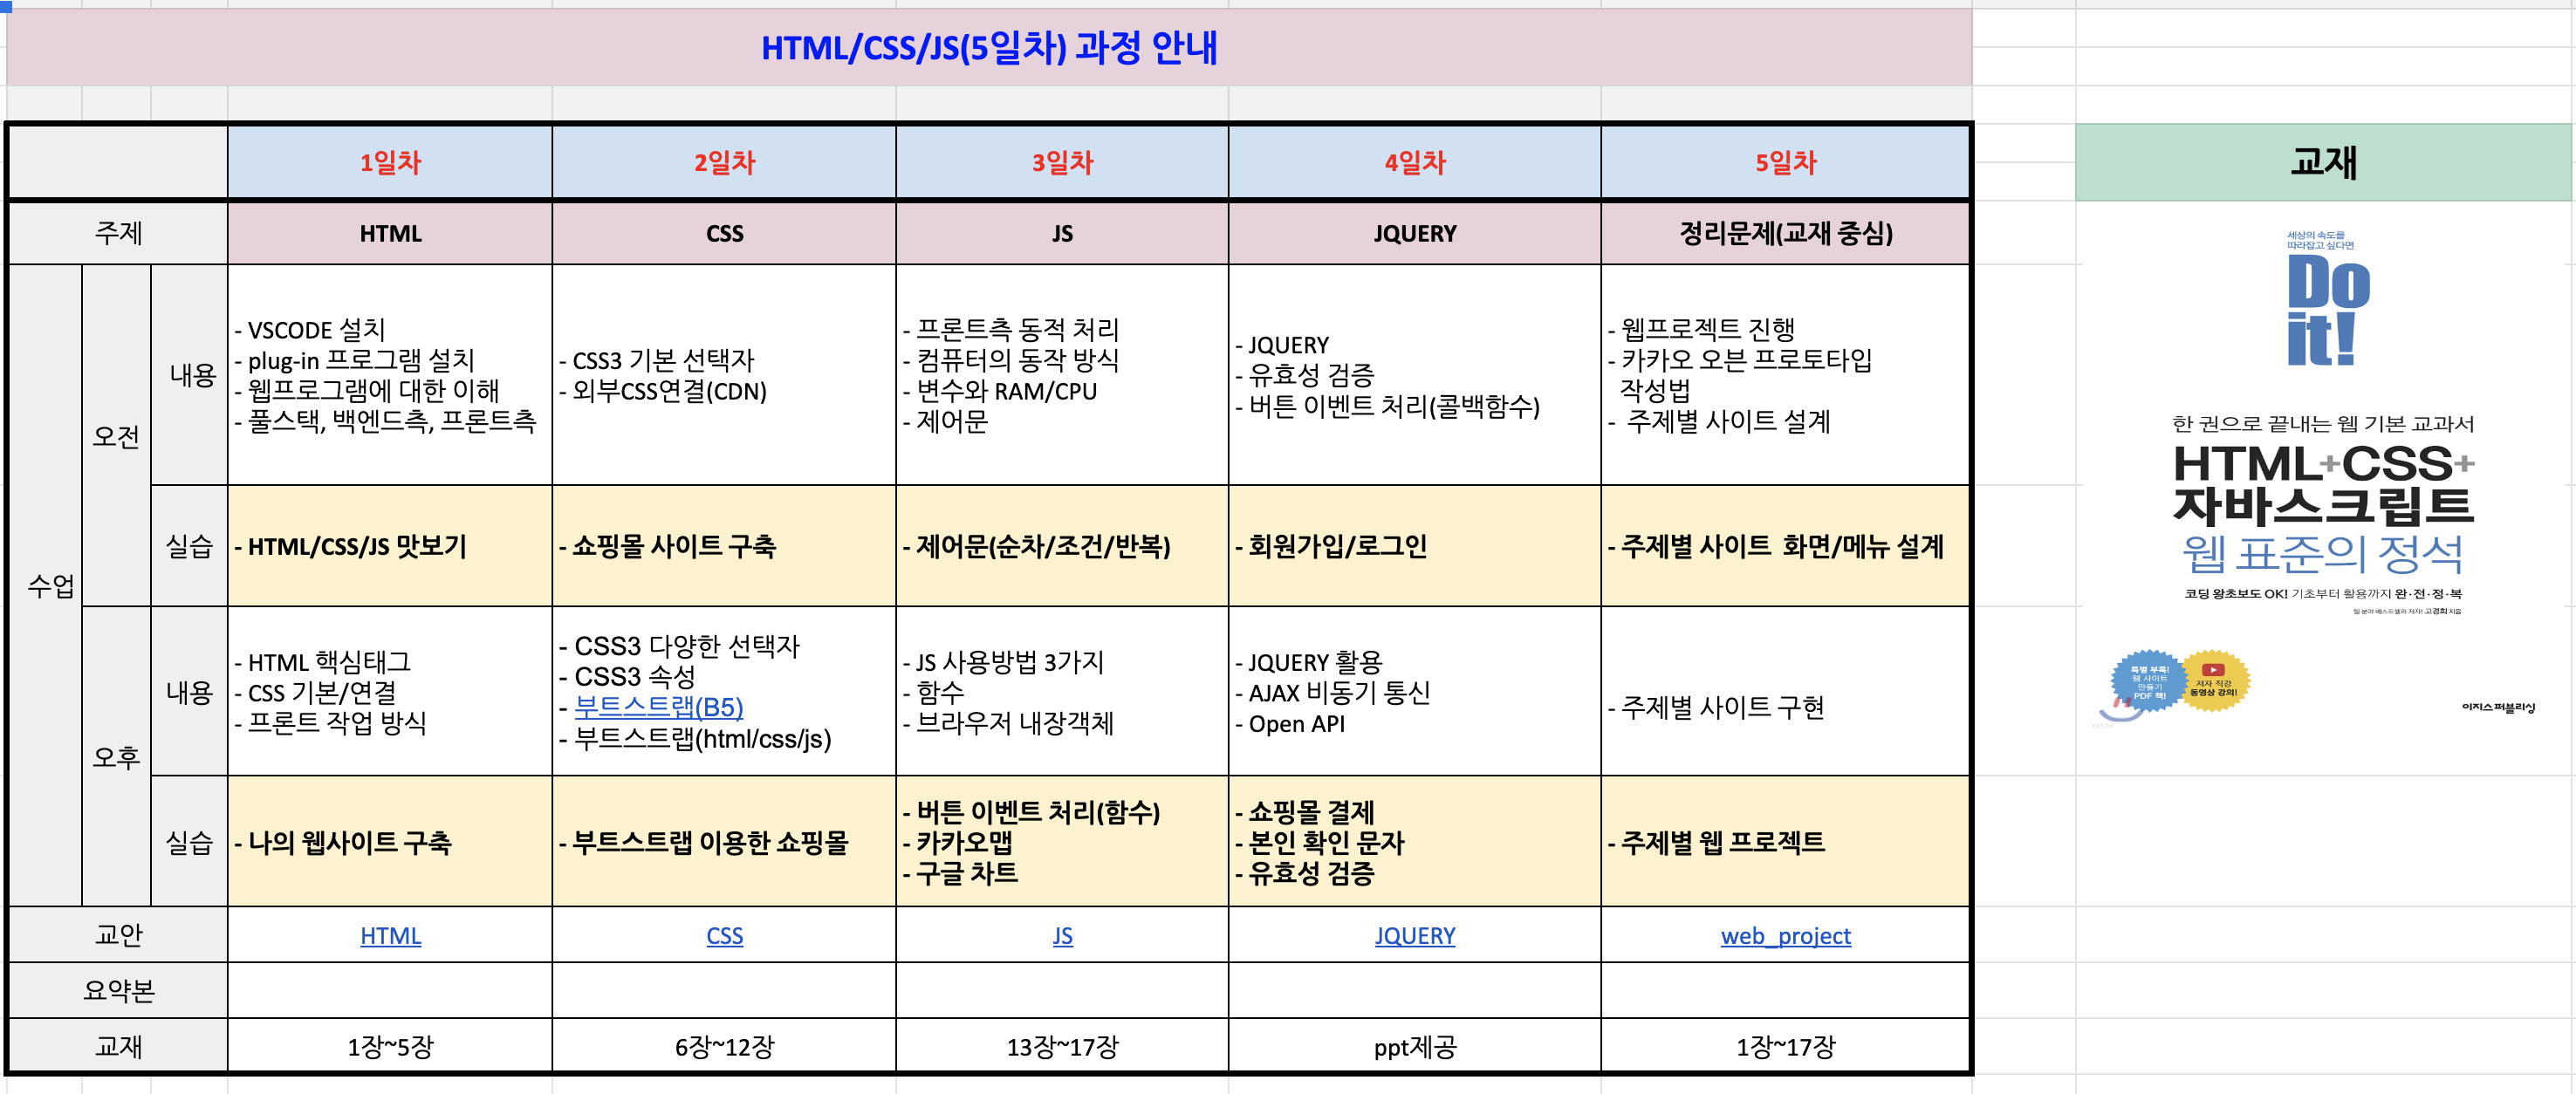 HTML/CSS/JS(5일차) 과정 안내
1일차
2일차
3일차
4일차
5일차
주제
HTML
CSS
JS
JQUERY
정리문제(교재 중심)
수업
오전
내용
- VSCODE 설치
- plug-in 프로그램 설치
- 웹프로그램에 대한 이해
- 풀스택, 백엔드측, 프론트측
- CSS3 기본 선택자
- 외부CSS연결(CDN)
- 프론트측 동적 처리
- 컴퓨터의 동작 방식
- 변수와 RAM/CPU
- 제어문
- JQUERY
- 유효성 검증
- 버튼 이벤트 처리(콜백함수)
- 웹프로젝트 진행
- 카카오 오븐 프로토타입
작성법
- 주제별 사이트 설계
실습
- HTML/CSS/JS 맛보기
- 쇼핑몰 사이트 구축
- 제어문(순차/조건/반복)
- 회원가입/로그인
- 주제별 사이트 화면/메뉴 설계
오후
내용
- HTML 핵심태그
- CSS 기본/연결
- 프론트 작업 방식
- CSS3 다양한 선택자
- CSS3 속성
- 부트스트랩(B5)
- 부트스트랩(html/css/js)
- JS 사용방법 3가지
- 함수
- 브라우저 내장객체
- JQUERY 활용
- AJAX 비동기 통신
- Open API
- 주제별 사이트 구현
실습
- 나의 웹사이트 구축
- 부트스트랩 이용한 쇼핑몰
- 버튼 이벤트 처리(함수)
- 카카오맵
- 구글 차트
- 쇼핑몰 결제
- 본인 확인 문자
- 유효성 검증
- 주제별 웹 프로젝트
교안
HTML
CSS
JS
JQUERY
web_project
요약본
교재
1장~5장
6장~12장
13장~17장
ppt제공
1장~17장
교재
세상의 속도를
따라잡고 싶다면
Do
it!
한 권으로 끝내는 웹 기본 교과서
HTML+CSS+
자바스크립트
웹 표준의 정석
코딩 왕초보도 OK! 기초부터 활용까지 완·전·정·복
웹 분야 베스트셀러 저자! 고경희 지음
특별 부록!
웹 사이트
만들기
PDF 책!
저자 직강
동영상 강의!
이지스퍼블리싱